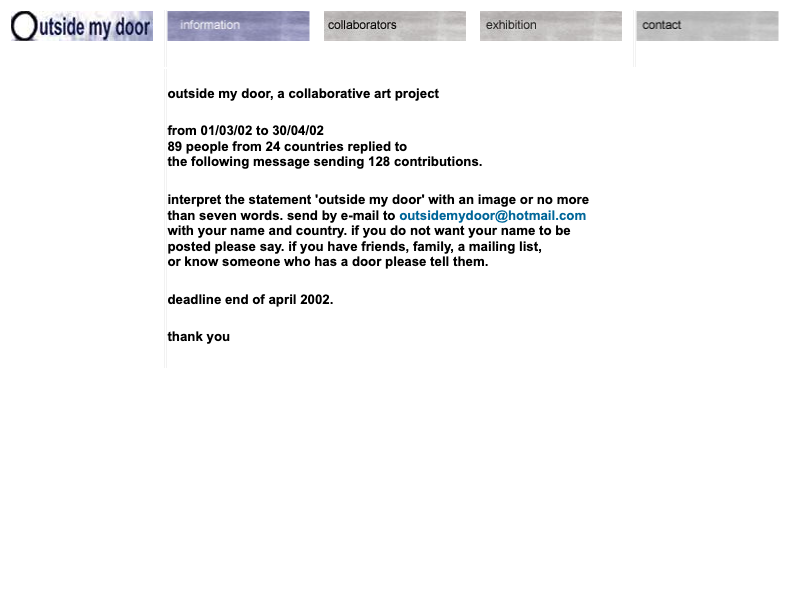 Outside my door
information
collaborators
exhibition
contact
outside my door, a collaborative art project
from 01/03/02 to 30/04/02
89 people from 24 countries replied to
the following message sending 128 contributions.
interpret the statement 'outside my door' with an image or no more
than seven words. send by e-mail to outsidemydoor@hotmail.com
with your name and country. if you do not want your name to be
posted please say. if you have friends, family, a mailing list,
or know someone who has a door please tell them.
deadline end of april 2002.
thank you